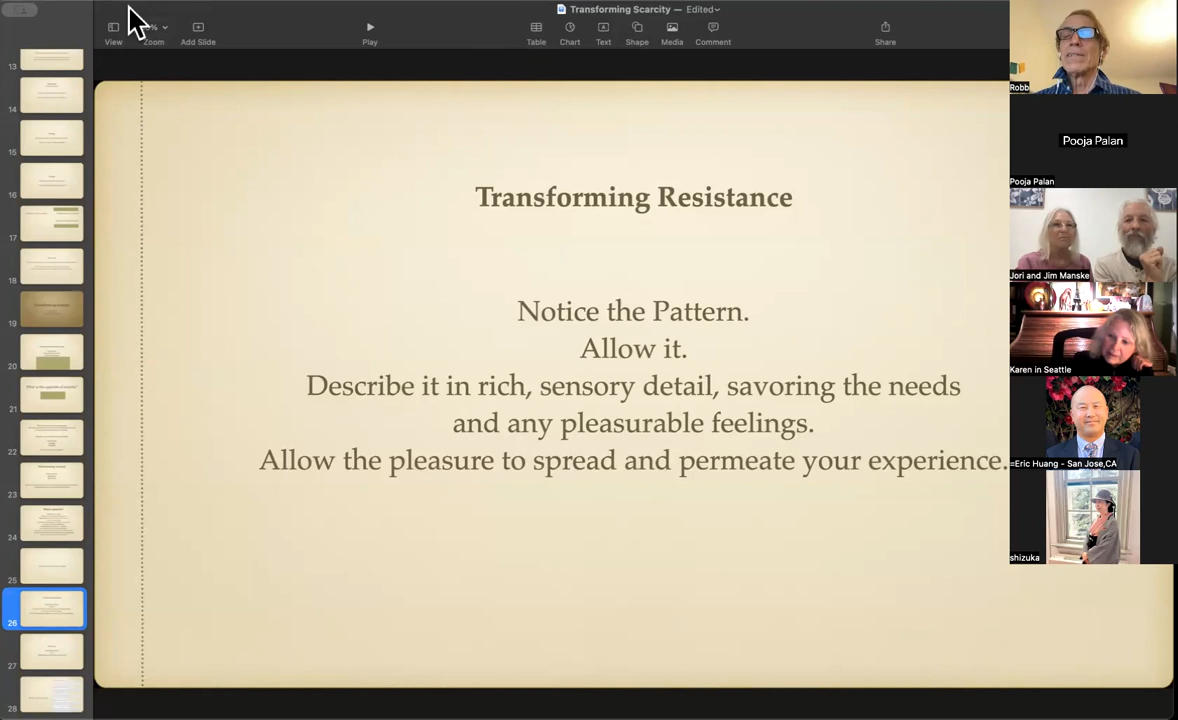 Transforming Scarcity — Edited
View
Zoom
Add Slide
Play
Table
Chart
Text
Shape
Media
Comment
Share
Transforming Resistance
Notice the Pattern.
Allow it.
Describe it in rich, sensory detail, savoring the needs
and any pleasurable feelings.
Allow the pleasure to spread and permeate your experience.
13
14
15
16
17
18
19
20
21
22
23
24
25
26
27
28
Robb
Pooja Palan
Pooja Palan
Jori and Jim Manske
Karen in Seattle
=Eric Huang - San Jose,CA
shizuka